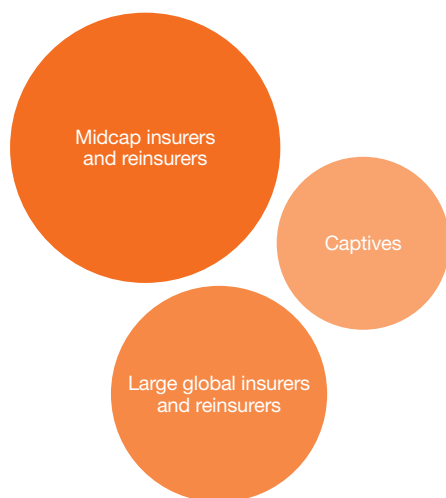 Midcap insurers
and reinsurers
Captives
Large global insurers
and reinsurers